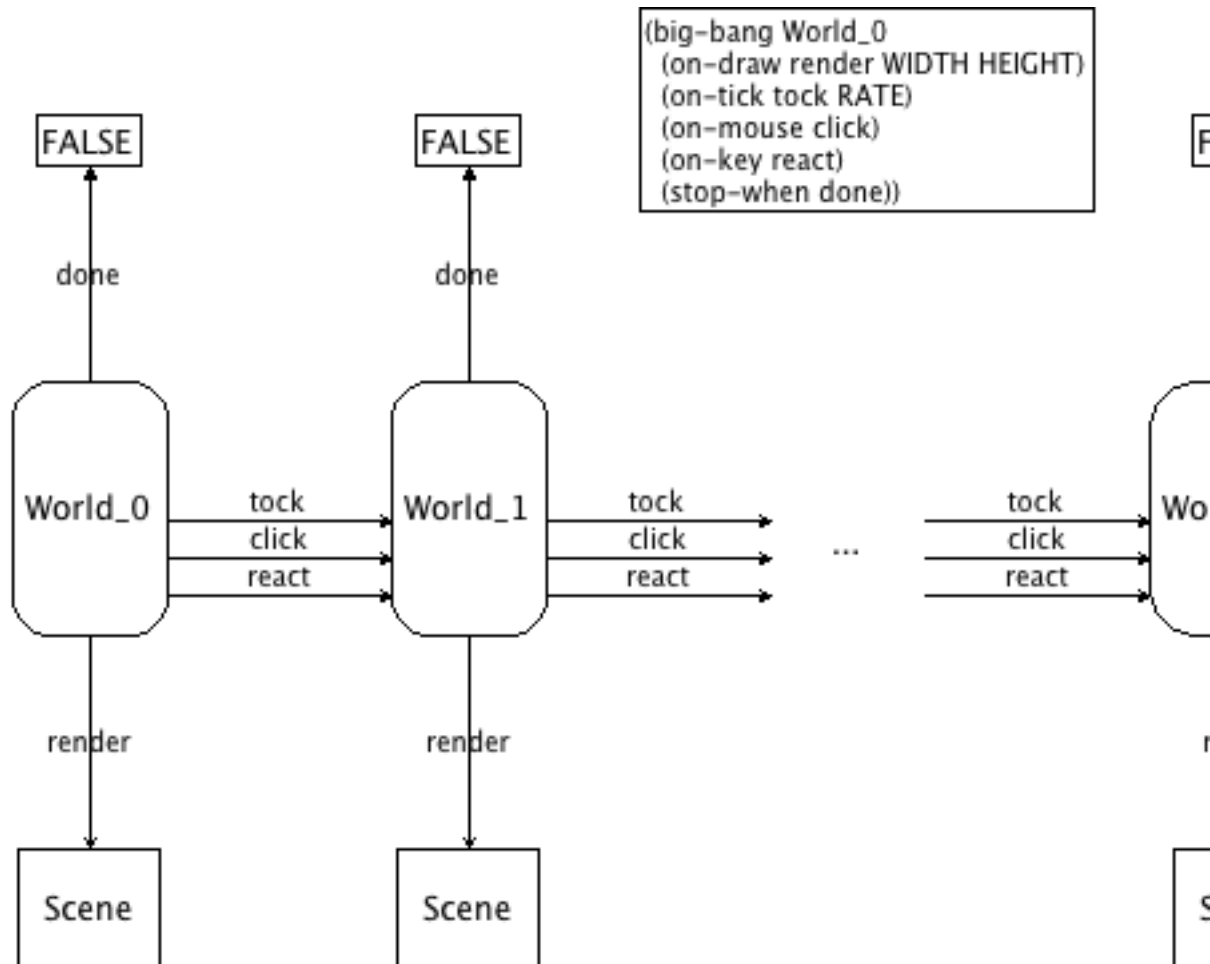 (big-bang World_0
(on-draw render WIDTH HEIGHT)
(on-tick tock RATE)
(on-mouse click)
(on-key react)
(stop-when done))
FALSE
FALSE
done
done
World_0
tock
click
react
World_1
tock
click
react
...
tock
click
react
render
render
Scene
Scene